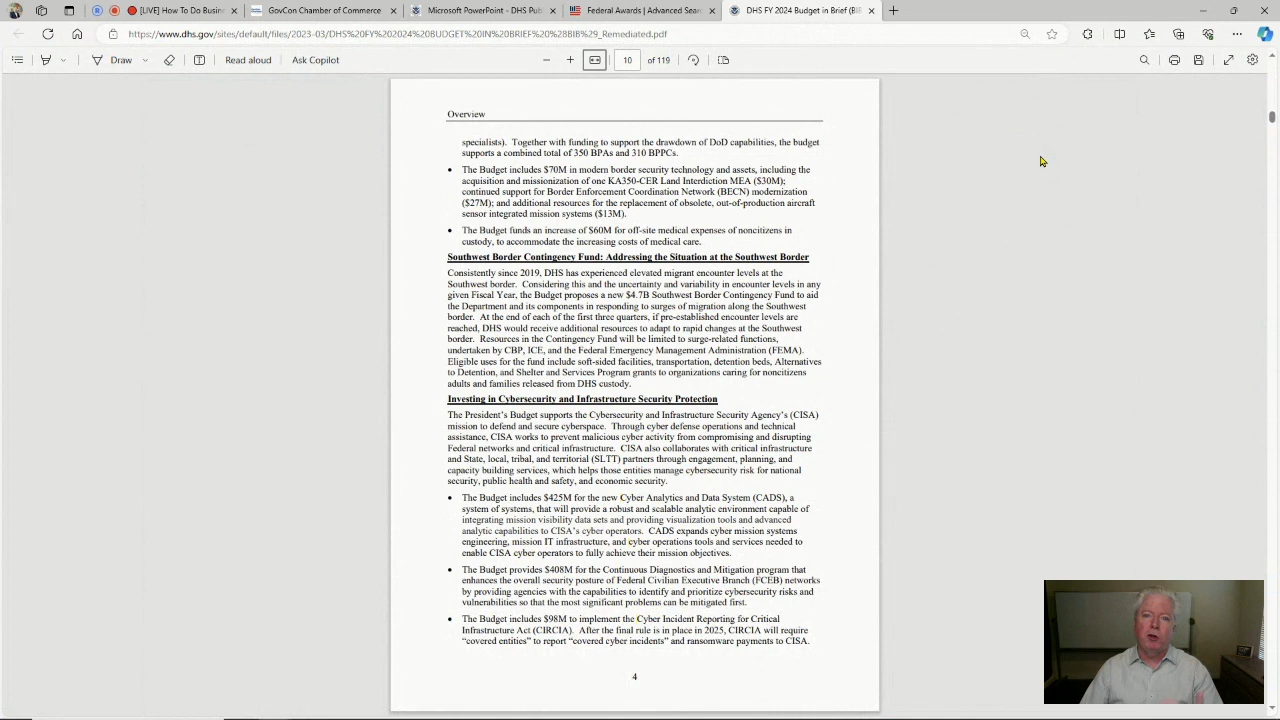 [LIVE] How To Do Busine
GovCon Chamber of Commerce
Microsoft PowerPoint - DHS Publ
Federal Awards | Advanced Searc
DHS FY 2024 Budget in Brief (BIB
https://www.dhs.gov/sites/default/files/2023-03/DHS%20FY%202024%20BUDGET%20IN%20BRIEF%20%28BIB%29_Remediated.pdf
Draw
Read aloud
Ask Copilot
10 of 119
Overview
specialists). Together with funding to support the drawdown of DoD capabilities, the budget
supports a combined total of 350 BPAs and 310 BPPCs.
• The Budget includes $70M in modern border security technology and assets, including the
acquisition and missionization of one KA350-CER Land Interdiction MEA ($30M);
continued support for Border Enforcement Coordination Network (BECN) modernization
($27M); and additional resources for the replacement of obsolete, out-of-production aircraft
sensor integrated mission systems ($13M).
• The Budget funds an increase of $60M for off-site medical expenses of noncitizens in
custody, to accommodate the increasing costs of medical care.
Southwest Border Contingency Fund: Addressing the Situation at the Southwest Border
Consistently since 2019, DHS has experienced elevated migrant encounter levels at the
Southwest border. Considering this and the uncertainty and variability in encounter levels in any
given Fiscal Year, the Budget proposes a new $4.7B Southwest Border Contingency Fund to aid
the Department and its components in responding to surges of migration along the Southwest
border. At the end of each of the first three quarters, if pre-established encounter levels are
reached, DHS would receive additional resources to adapt to rapid changes at the Southwest
border. Resources in the Contingency Fund will be limited to surge-related functions,
undertaken by CBP, ICE, and the Federal Emergency Management Administration (FEMA).
Eligible uses for the fund include soft-sided facilities, transportation, detention beds, Alternatives
to Detention, and Shelter and Services Program grants to organizations caring for noncitizens
adults and families released from DHS custody.
Investing in Cybersecurity and Infrastructure Security Protection
The President's Budget supports the Cybersecurity and Infrastructure Security Agency's (CISA)
mission to defend and secure cyberspace. Through cyber defense operations and technical
assistance, CISA works to prevent malicious cyber activity from compromising and disrupting
Federal networks and critical infrastructure. CISA also collaborates with critical infrastructure
and State, local, tribal, and territorial (SLTT) partners through engagement, planning, and
capacity building services, which helps those entities manage cybersecurity risk for national
security, public health and safety, and economic security.
• The Budget includes $425M for the new Cyber Analytics and Data System (CADS), a
system of systems, that will provide a robust and scalable analytic environment capable of
integrating mission visibility data sets and providing visualization tools and advanced
analytic capabilities to CISA's cyber operators. CADS expands cyber mission systems
engineering, mission IT infrastructure, and cyber operations tools and services needed to
enable CISA cyber operators to fully achieve their mission objectives.
• The Budget provides $408M for the Continuous Diagnostics and Mitigation program that
enhances the overall security posture of Federal Civilian Executive Branch (FCEB) networks
by providing agencies with the capabilities to identify and prioritize cybersecurity risks and
vulnerabilities so that the most significant problems can be mitigated first.
• The Budget includes $98M to implement the Cyber Incident Reporting for Critical
Infrastructure Act (CIRCIA). After the final rule is in place in 2025, CIRCIA will require
"covered entities" to report "covered cyber incidents" and ransomware payments to CISA.
4